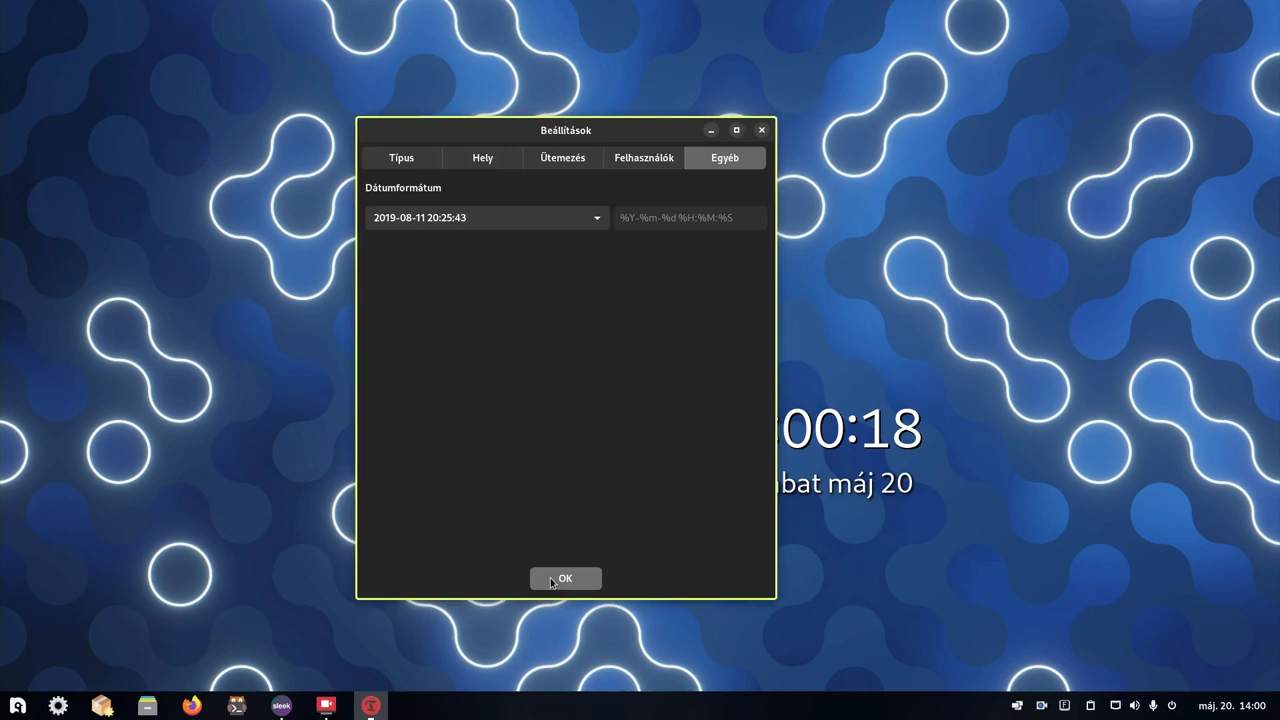 Beállítások
Típus Hely Ütemezés Felhasználók Egyéb
Dátumformátum
2019-08-11 20:25:43 %Y-%m-%d %H:%M:%S
:00:18
bat máj 20
OK
sleek
máj. 20. 14:00